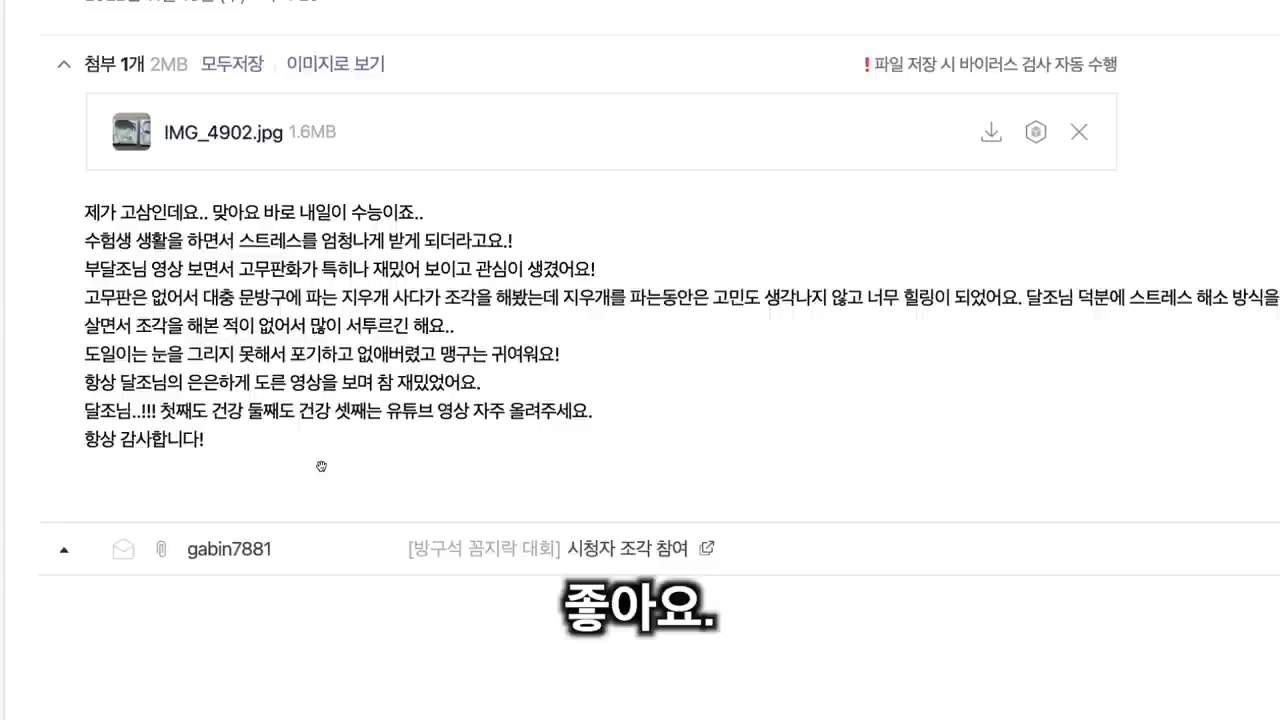 첨부 1개 2MB 모두저장 이미지로 보기
!파일 저장 시 바이러스 검사 자동 수행
IMG_4902.jpg 1.6MB
제가 고삼인데요.. 맞아요 바로 내일이 수능이죠..
수험생 생활을 하면서 스트레스를 엄청나게 받게 되더라고요.!
부달조님 영상 보면서 고무판화가 특히나 재밌어 보이고 관심이 생겼어요!
고무판은 없어서 대충 문방구에 파는 지우개 사다가 조각을 해봤는데 지우개를 파는동안은 고민도 생각나지 않고 너무 힐링이 되었어요. 달조님 덕분에 스트레스 해소 방식을
살면서 조각을 해본 적이 없어서 많이 서투르긴 해요..
도일이는 눈을 그리지 못해서 포기하고 없애버렸고 맹구는 귀여워요!
항상 달조님의 은은하게 도른 영상을 보며 참 재밌었어요.
달조님..!!! 첫째도 건강 둘째도 건강 셋째는 유튜브 영상 자주 올려주세요.
항상 감사합니다!
gabin7881 [방구석 꼼지락 대회] 시청자 조각 참여
좋아요.